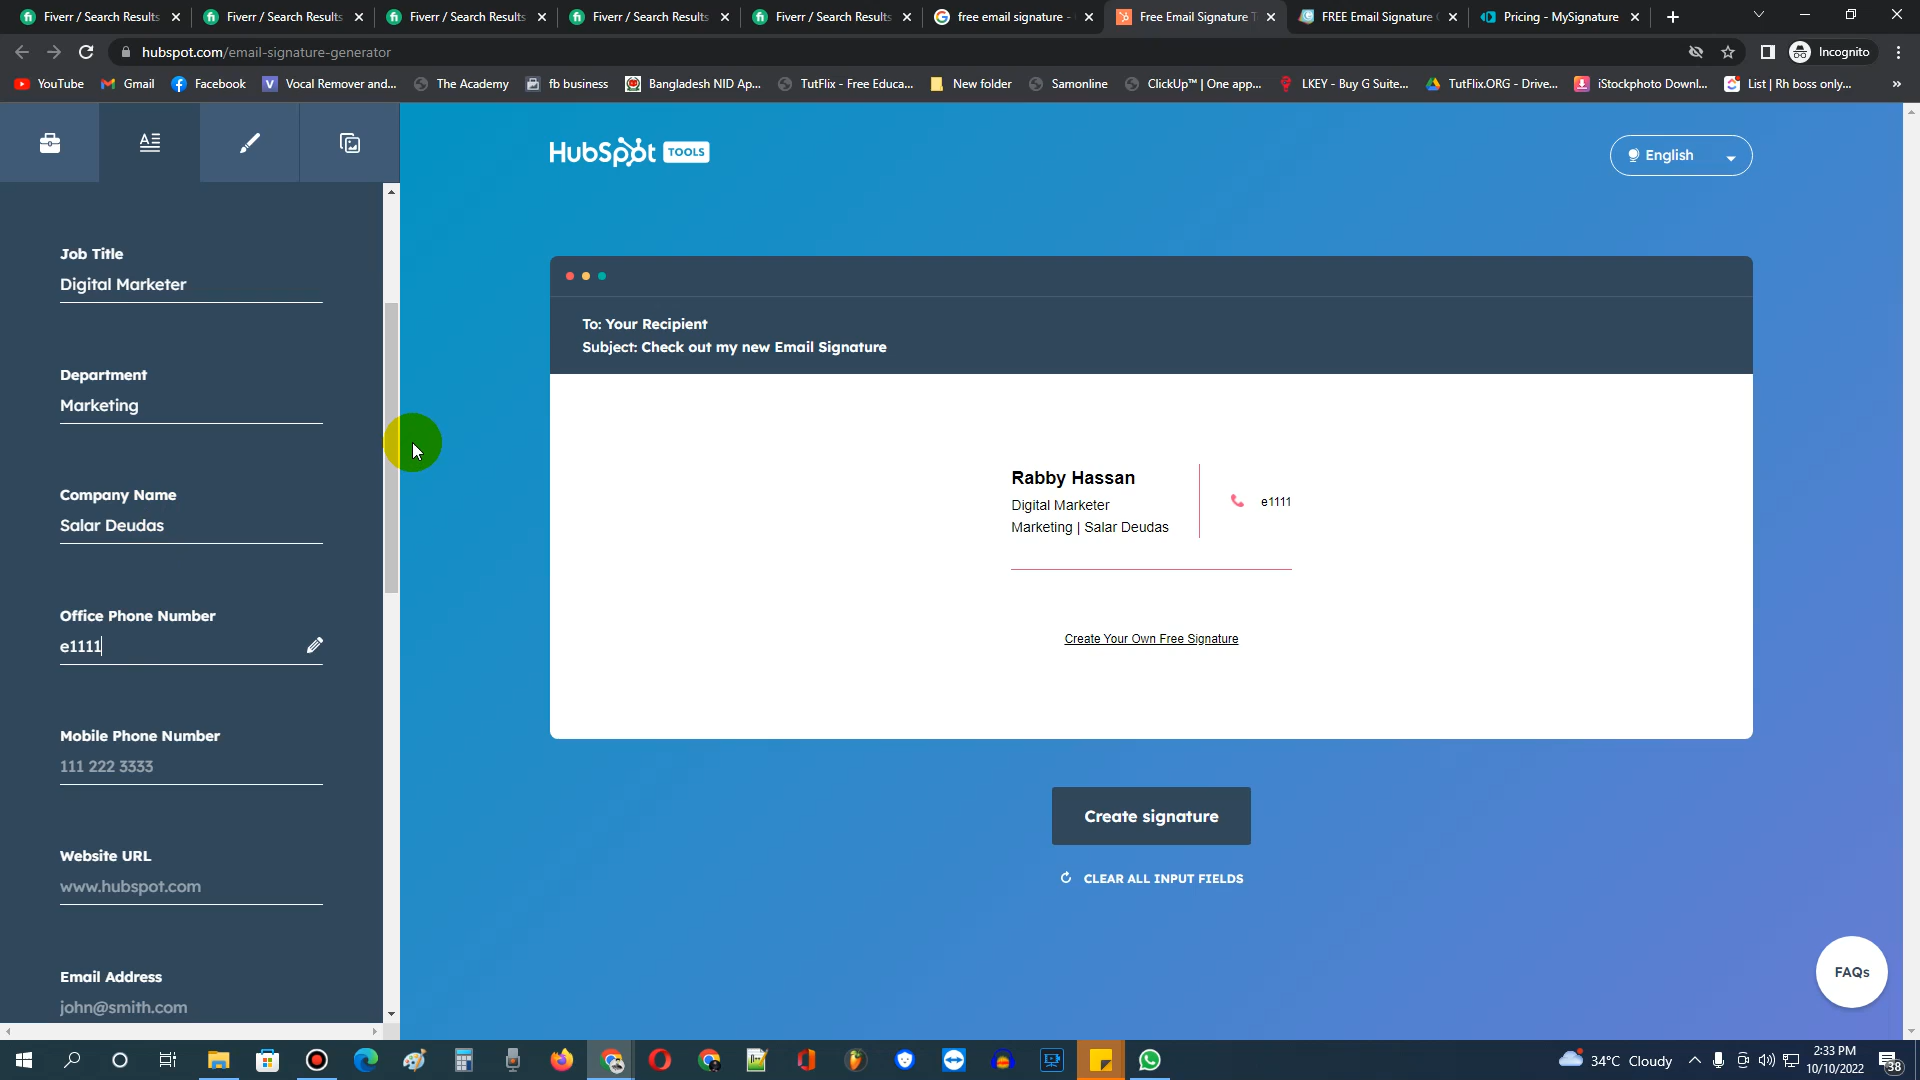 Fiverr / Search Results
Fiverr / Search Results
Fiverr / Search Results
Fiverr / Search Results
Fiverr / Search Results
free email signature -
Free Email Signature T
FREE Email Signature
Pricing - MySignature
hubspot.com/email-signature-generator
Incognito
YouTube
Gmail
Facebook
Vocal Remover and...
The Academy
fb business
Bangladesh NID Ap...
TutFlix - Free Educa...
New folder
Samonline
ClickUp™ | One app...
LKEY - Buy G Suite...
TutFlix.ORG - Drive...
iStockphoto Downl...
List | Rh boss only...
Job Title
Digital Marketer
Department
Marketing
Company Name
Salar Deudas
Office Phone Number
e1111
Mobile Phone Number
111 222 3333
Website URL
www.hubspot.com
Email Address
john@smith.com
HubSpot TOOLS
English
To: Your Recipient
Subject: Check out my new Email Signature
Rabby Hassan
Digital Marketer
Marketing | Salar Deudas
e1111
Create Your Own Free Signature
Create signature
CLEAR ALL INPUT FIELDS
FAQs
34°C Cloudy
2:33 PM
10/10/2022
38